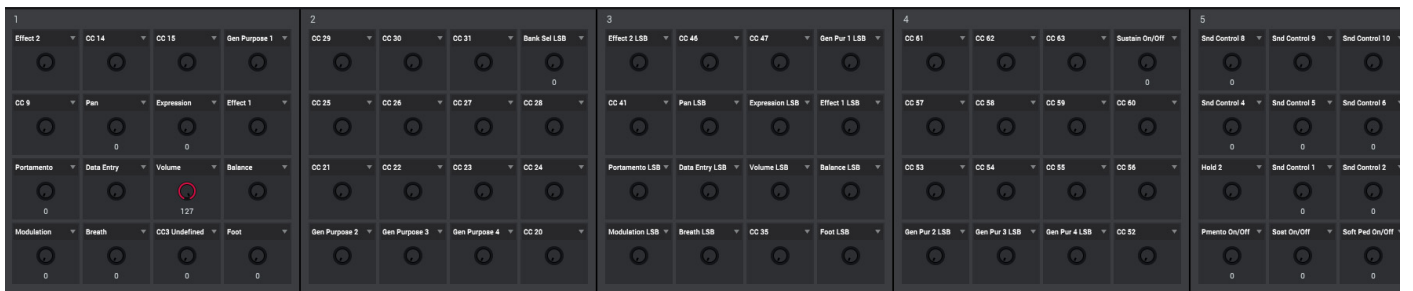 1 2 3 4 5
Effect 2 CC 14 CC 15 Gen Purpose 1 CC 29 CC 30 CC 31 Bank Sel LSB Effect 2 LSB CC 46 CC 47 Gen Pur 1 LSB CC 61 CC 62 CC 63 Sustain On/Off Snd Control 8 Snd Control 9 Snd Control 10
0 0 0
CC 9 Pan Expression Effect 1 CC 25 CC 26 CC 27 CC 28 CC 41 Pan LSB Expression LSB Effect 1 LSB CC 57 CC 58 CC 59 CC 60 Snd Control 4 Snd Control 5 Snd Control 6
0 0 0 0 0
Portamento Data Entry Volume Balance CC 21 CC 22 CC 23 CC 24 Portamento LSB Data Entry LSB Volume LSB Balance LSB CC 53 CC 54 CC 55 CC 56 Hold 2 Snd Control 1 Snd Control 2
0 127 0 0
Modulation Breath CC3 Undefined Foot Gen Purpose 2 Gen Purpose 3 Gen Purpose 4 CC 20 Modulation LSB Breath LSB CC 35 Foot LSB Gen Pur 2 LSB Gen Pur 3 LSB Gen Pur 4 LSB CC 52 Pmento On/Off Sost On/Off Soft Ped On/Off
0 0 0 0 0 0 0